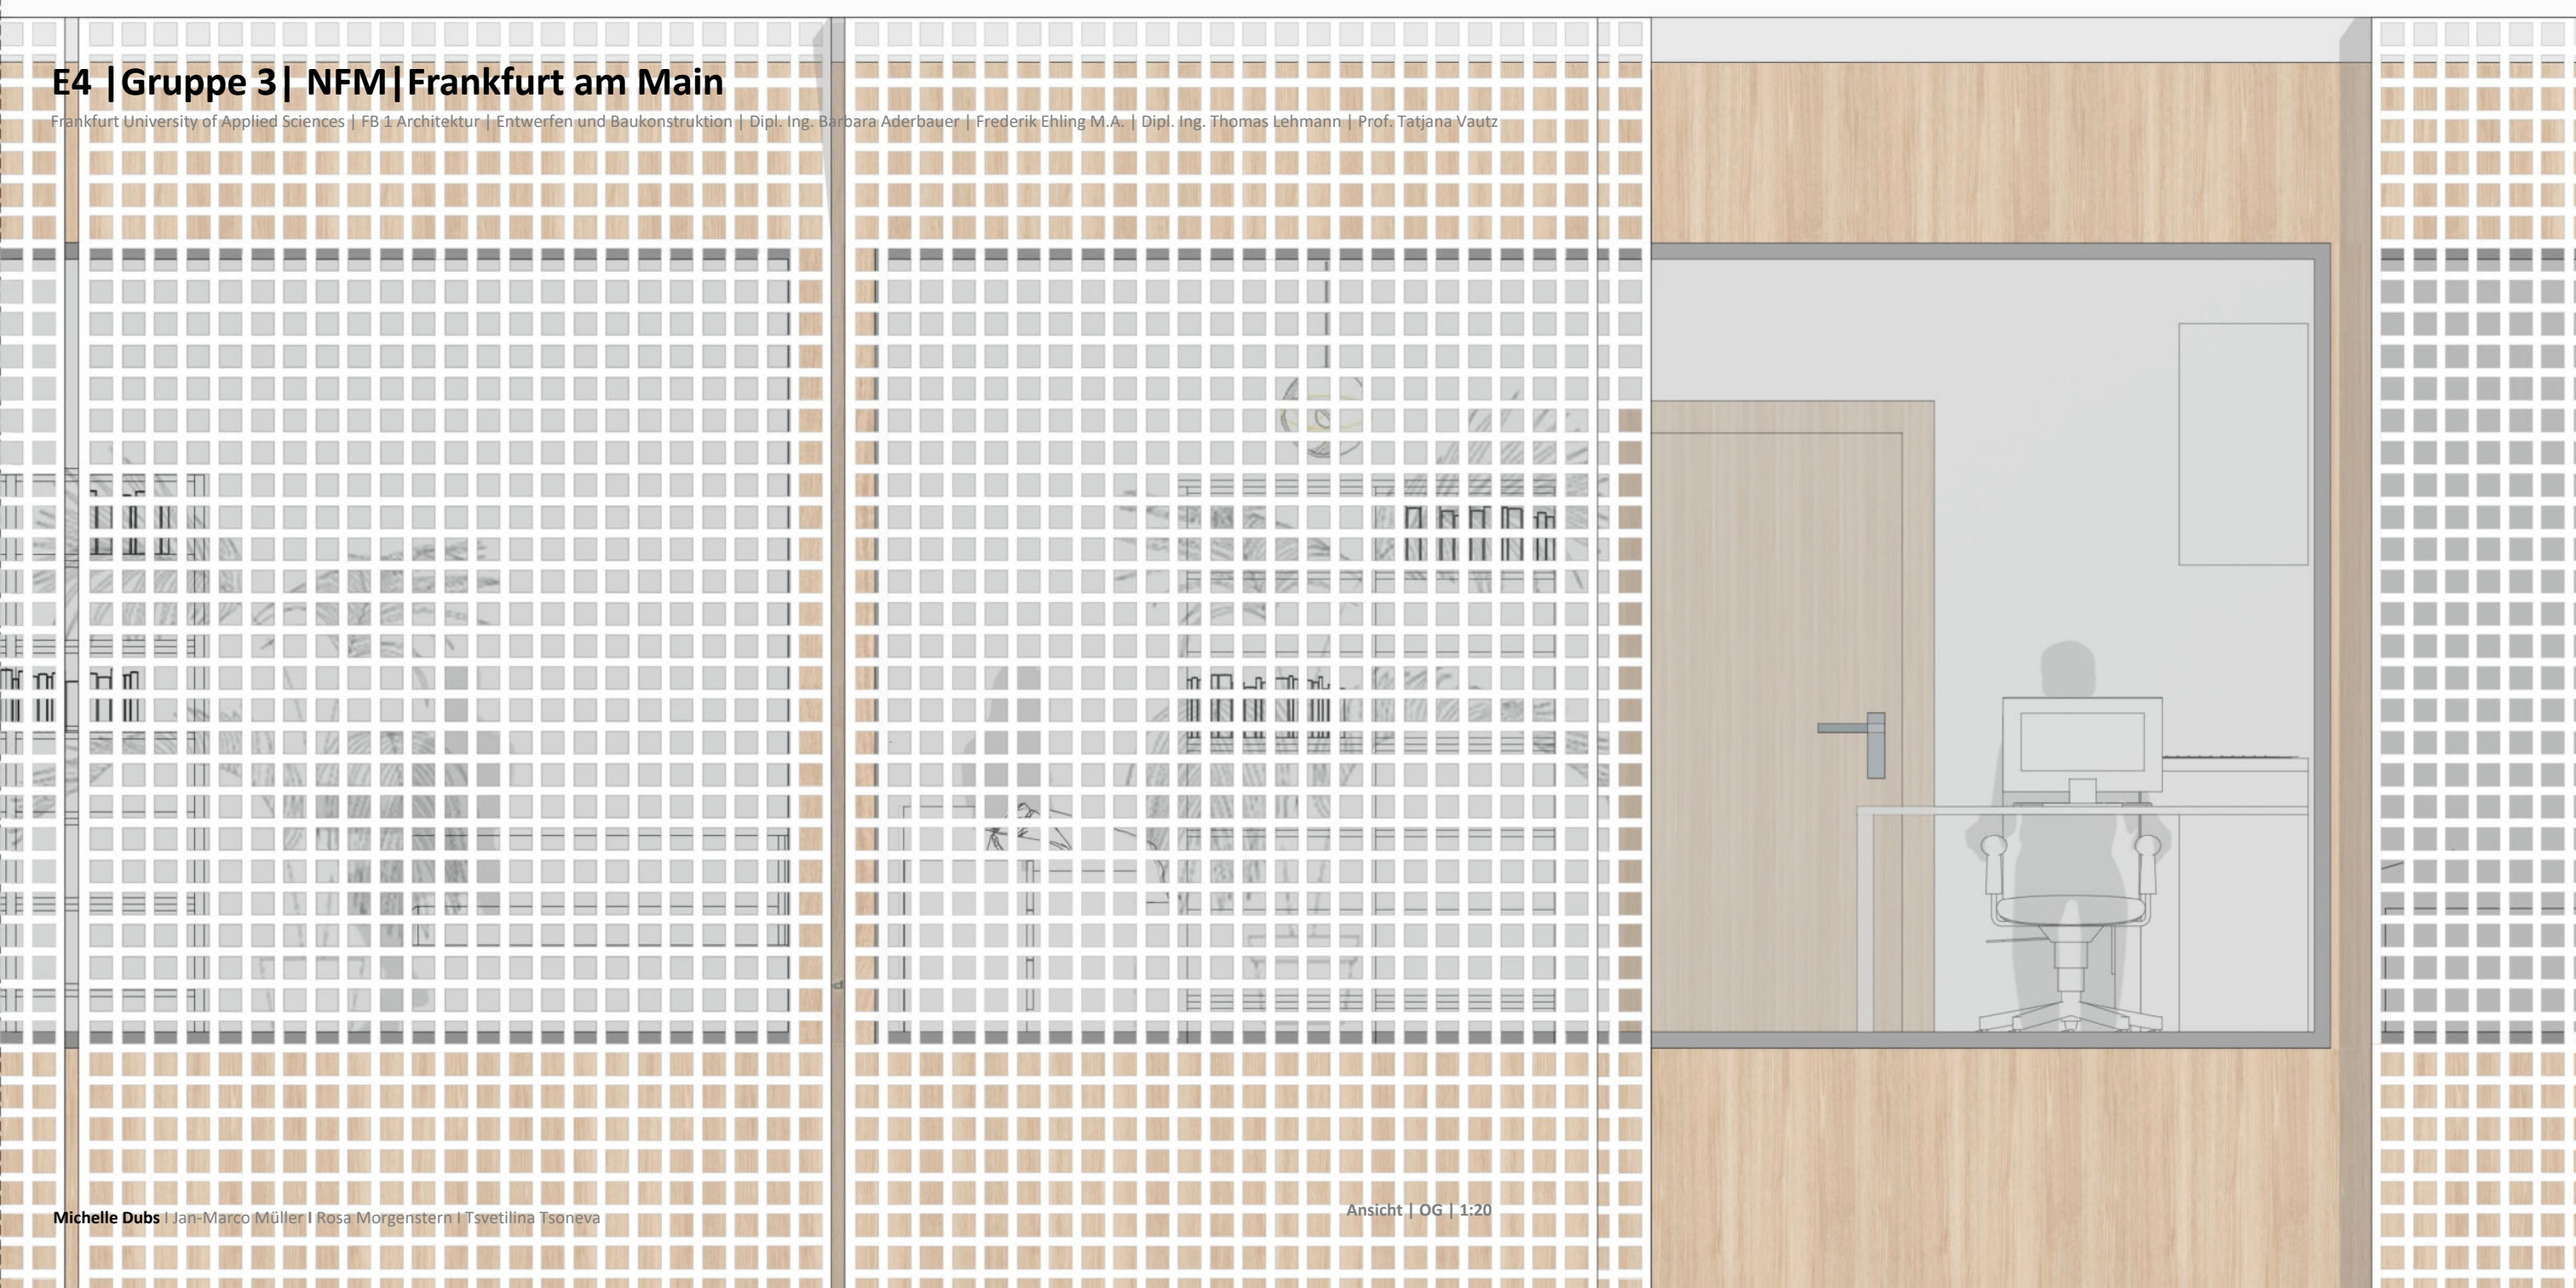 E4 |Gruppe 3| NFM|Frankfurt am Main
Frankfurt University of Applied Sciences | FB 1 Architektur | Entwerfen und Baukonstruktion | Dipl. Ing. Barbara Aderbauer | Frederik Ehling M.A. | Dipl. Ing. Thomas Lehmann | Prof. Tatjana Vautz
Michelle Dubs I Jan-Marco Müller I Rosa Morgenstern I Tsvetilina Tsoneva
Ansicht | OG | 1:20